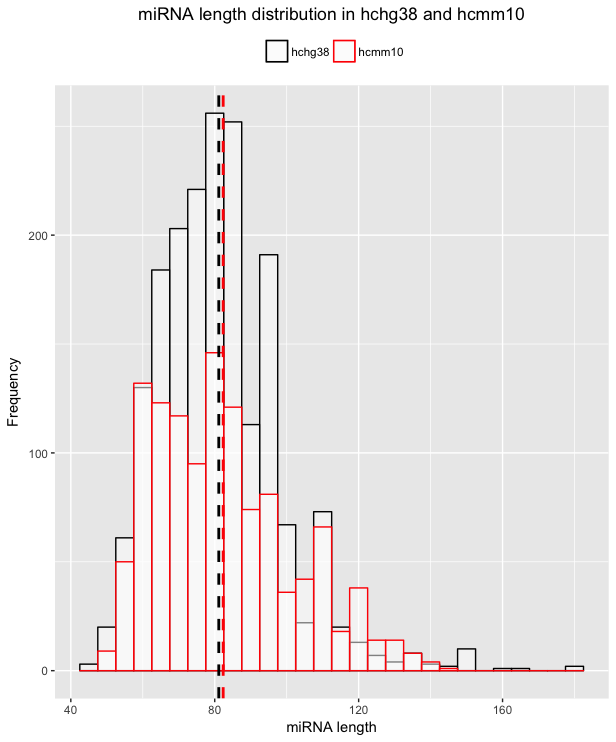 miRNA length distribution in hchg38 and hcmm10
hchg38 hcmm10
200
100
0
Frequency
40 80 120 160
miRNA length